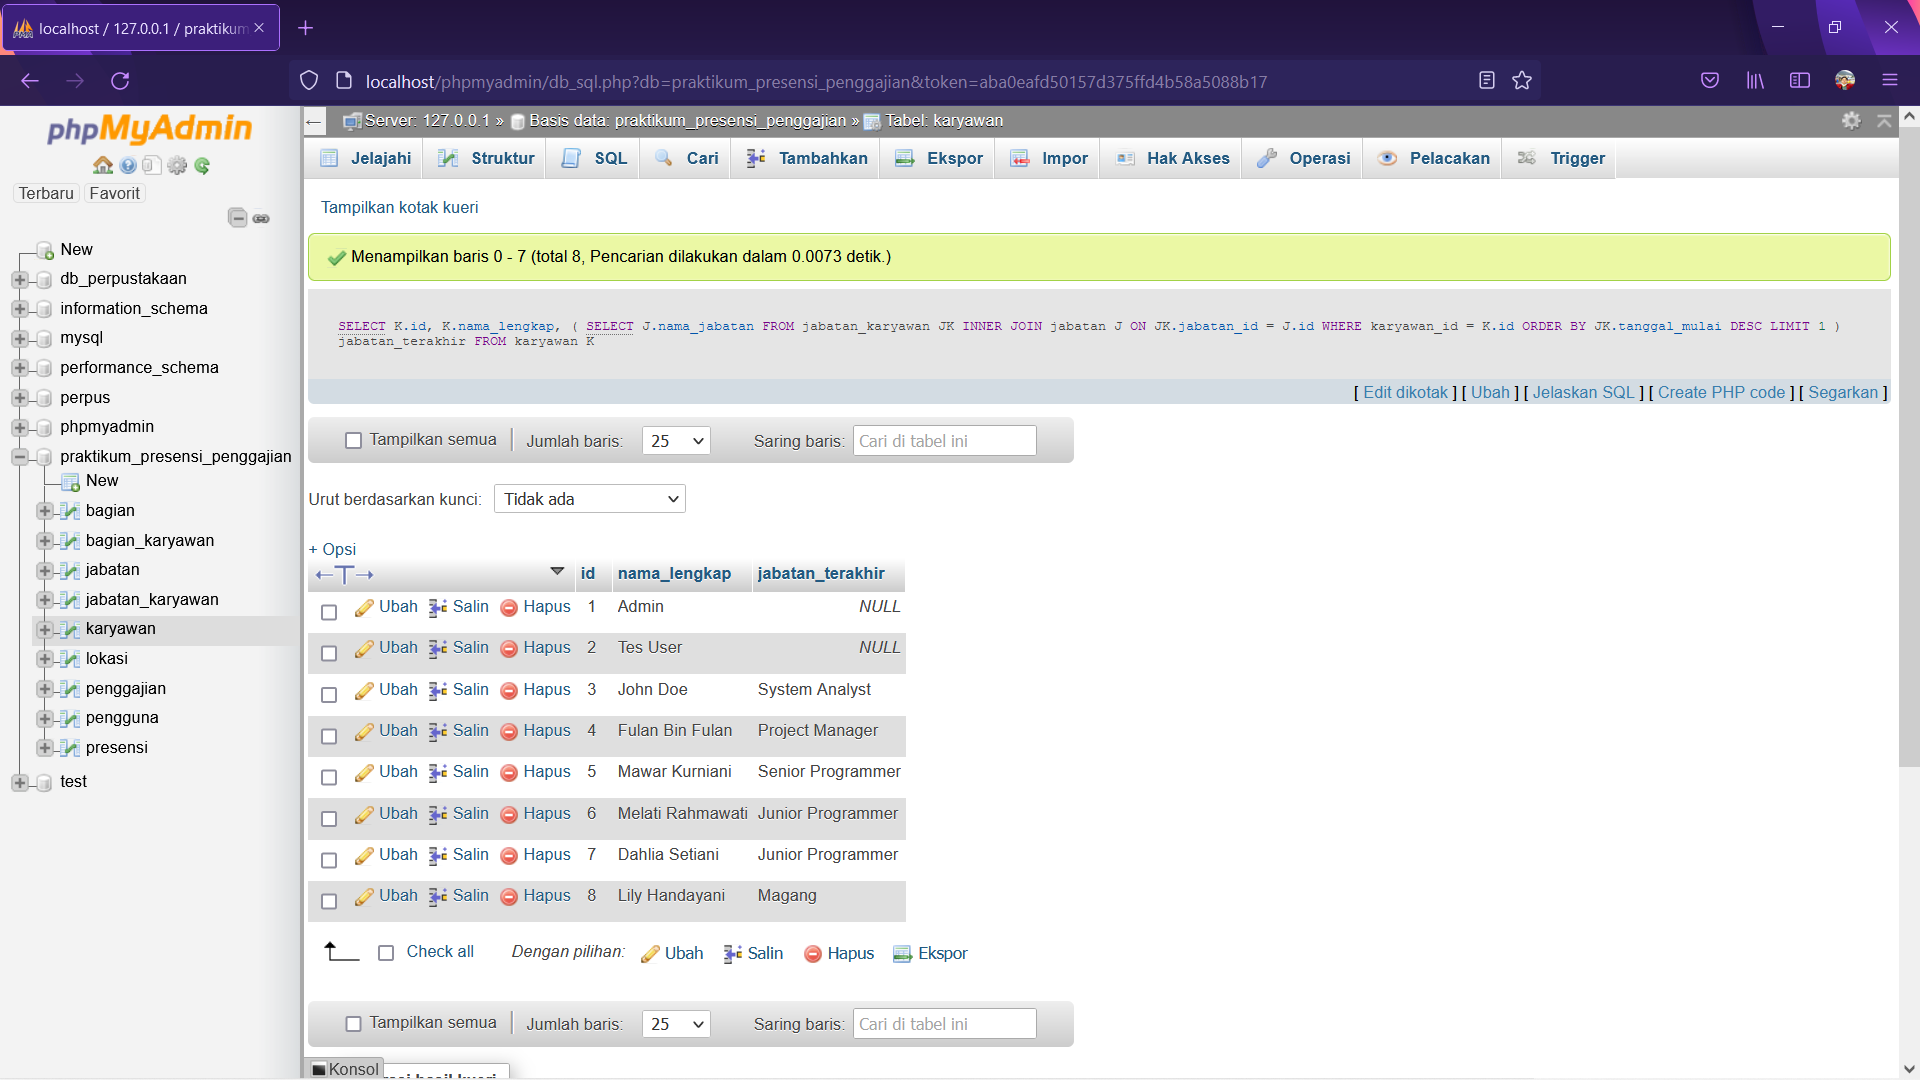 localhost / 127.0.0.1 / praktikum
localhost/phpmyadmin/db_sql.php?db=praktikum_presensi_penggajian&token=aba0eafd50157d375ffd4b58a5088b17
phpMyAdmin
Terbaru Favorit
New
db_perpustakaan
information_schema
mysql
performance_schema
perpus
phpmyadmin
praktikum_presensi_penggajian
New
bagian
bagian_karyawan
jabatan
jabatan_karyawan
karyawan
lokasi
penggajian
pengguna
presensi
test
Server: 127.0.0.1 » Basis data: praktikum_presensi_penggajian » Tabel: karyawan
Jelajahi Struktur SQL Cari Tambahkan Ekspor Impor Hak Akses Operasi Pelacakan Trigger
Tampilkan kotak kueri
Menampilkan baris 0 - 7 (total 8, Pencarian dilakukan dalam 0.0073 detik.)
SELECT K.id, K.nama_lengkap, ( SELECT J.nama_jabatan FROM jabatan_karyawan JK INNER JOIN jabatan J ON JK.jabatan_id = J.id WHERE karyawan_id = K.id ORDER BY JK.tanggal_mulai DESC LIMIT 1 )
jabatan_terakhir FROM karyawan K
[ Edit dikotak ] [ Ubah ] [ Jelaskan SQL ] [ Create PHP code ] [ Segarkan ]
Tampilkan semua Jumlah baris: 25 Saring baris: Cari di tabel ini
Urut berdasarkan kunci: Tidak ada
+ Opsi
←T→ id nama_lengkap jabatan_terakhir
Ubah Salin Hapus 1 Admin NULL
Ubah Salin Hapus 2 Tes User NULL
Ubah Salin Hapus 3 John Doe System Analyst
Ubah Salin Hapus 4 Fulan Bin Fulan Project Manager
Ubah Salin Hapus 5 Mawar Kurniani Senior Programmer
Ubah Salin Hapus 6 Melati Rahmawati Junior Programmer
Ubah Salin Hapus 7 Dahlia Setiani Junior Programmer
Ubah Salin Hapus 8 Lily Handayani Magang
Check all Dengan pilihan: Ubah Salin Hapus Ekspor
Tampilkan semua Jumlah baris: 25 Saring baris: Cari di tabel ini
Konsol